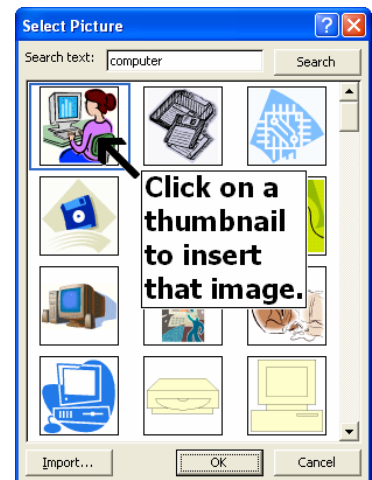 Select Picture
Search text: computer Search
Click on a
thumbnail
to insert
that image.
Import... OK Cancel